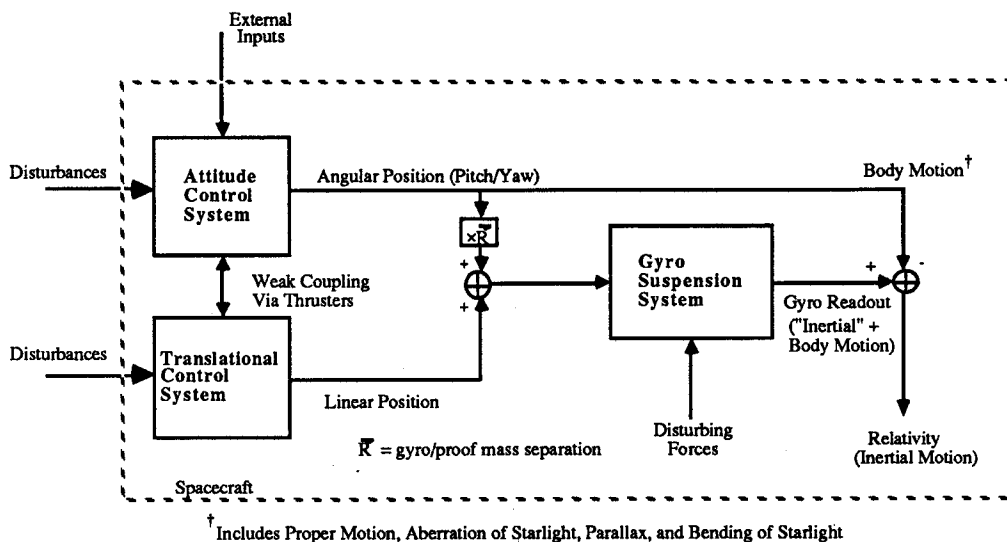 External
Inputs
Disturbances
Attitude
Control
System
Angular Position (Pitch/Yaw)
Body Motion†
×R̅
+
+
Weak Coupling
Via Thrusters
Gyro
Suspension
System
+
-
Gyro Readout
("Inertial" +
Body Motion)
Disturbances
Translational
Control
System
Linear Position
R̅ = gyro/proof mass separation
Disturbing
Forces
Relativity
(Inertial Motion)
Spacecraft
† Includes Proper Motion, Aberration of Starlight, Parallax, and Bending of Starlight